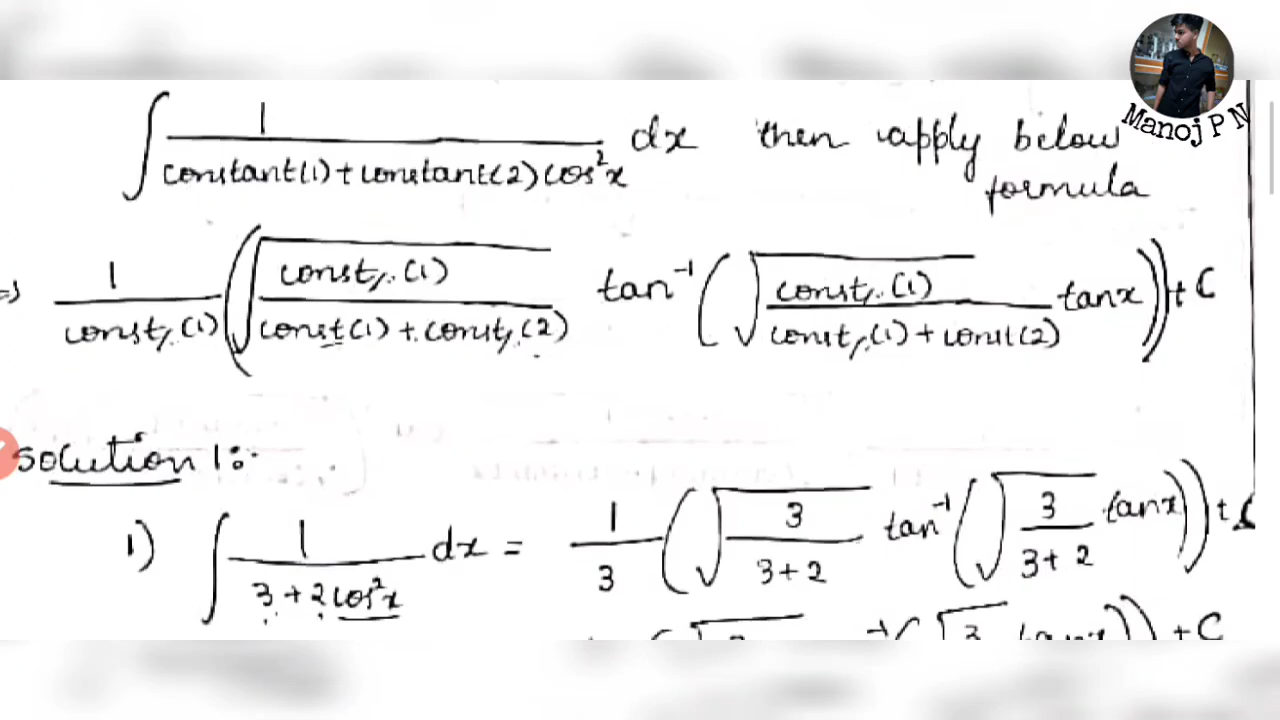 Manoj P N
∫ 1/(constant(1)+constant(2)cos²x) dx then apply below
formula
=> 1/const,(1) (√(const,(1)/(const(1)+const,(2))) tan⁻¹ (√(const,(1)/(const,(1)+const(2))) tanx)) + C
Solution 1:-
1) ∫ 1/(3+2cos²x) dx = 1/3 (√(3/(3+2)) tan⁻¹ (√(3/(3+2)) tanx)) + C